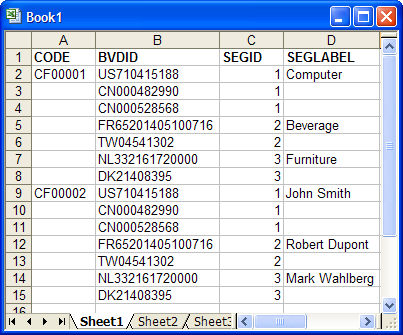 Book1
A B C D
1 CODE BVDID SEGID SEGLABEL
2 CF00001 US710415188 1 Computer
3 CN000482990 1
4 CN000528568 1
5 FR65201405100716 2 Beverage
6 TW04541302 2
7 NL332161720000 3 Furniture
8 DK21408395 3
9 CF00002 US710415188 1 John Smith
10 CN000482990 1
11 CN000528568 1
12 FR65201405100716 2 Robert Dupont
13 TW04541302 2
14 NL332161720000 3 Mark Wahlberg
15 DK21408395 3
16
Sheet1 Sheet2 Sheet3